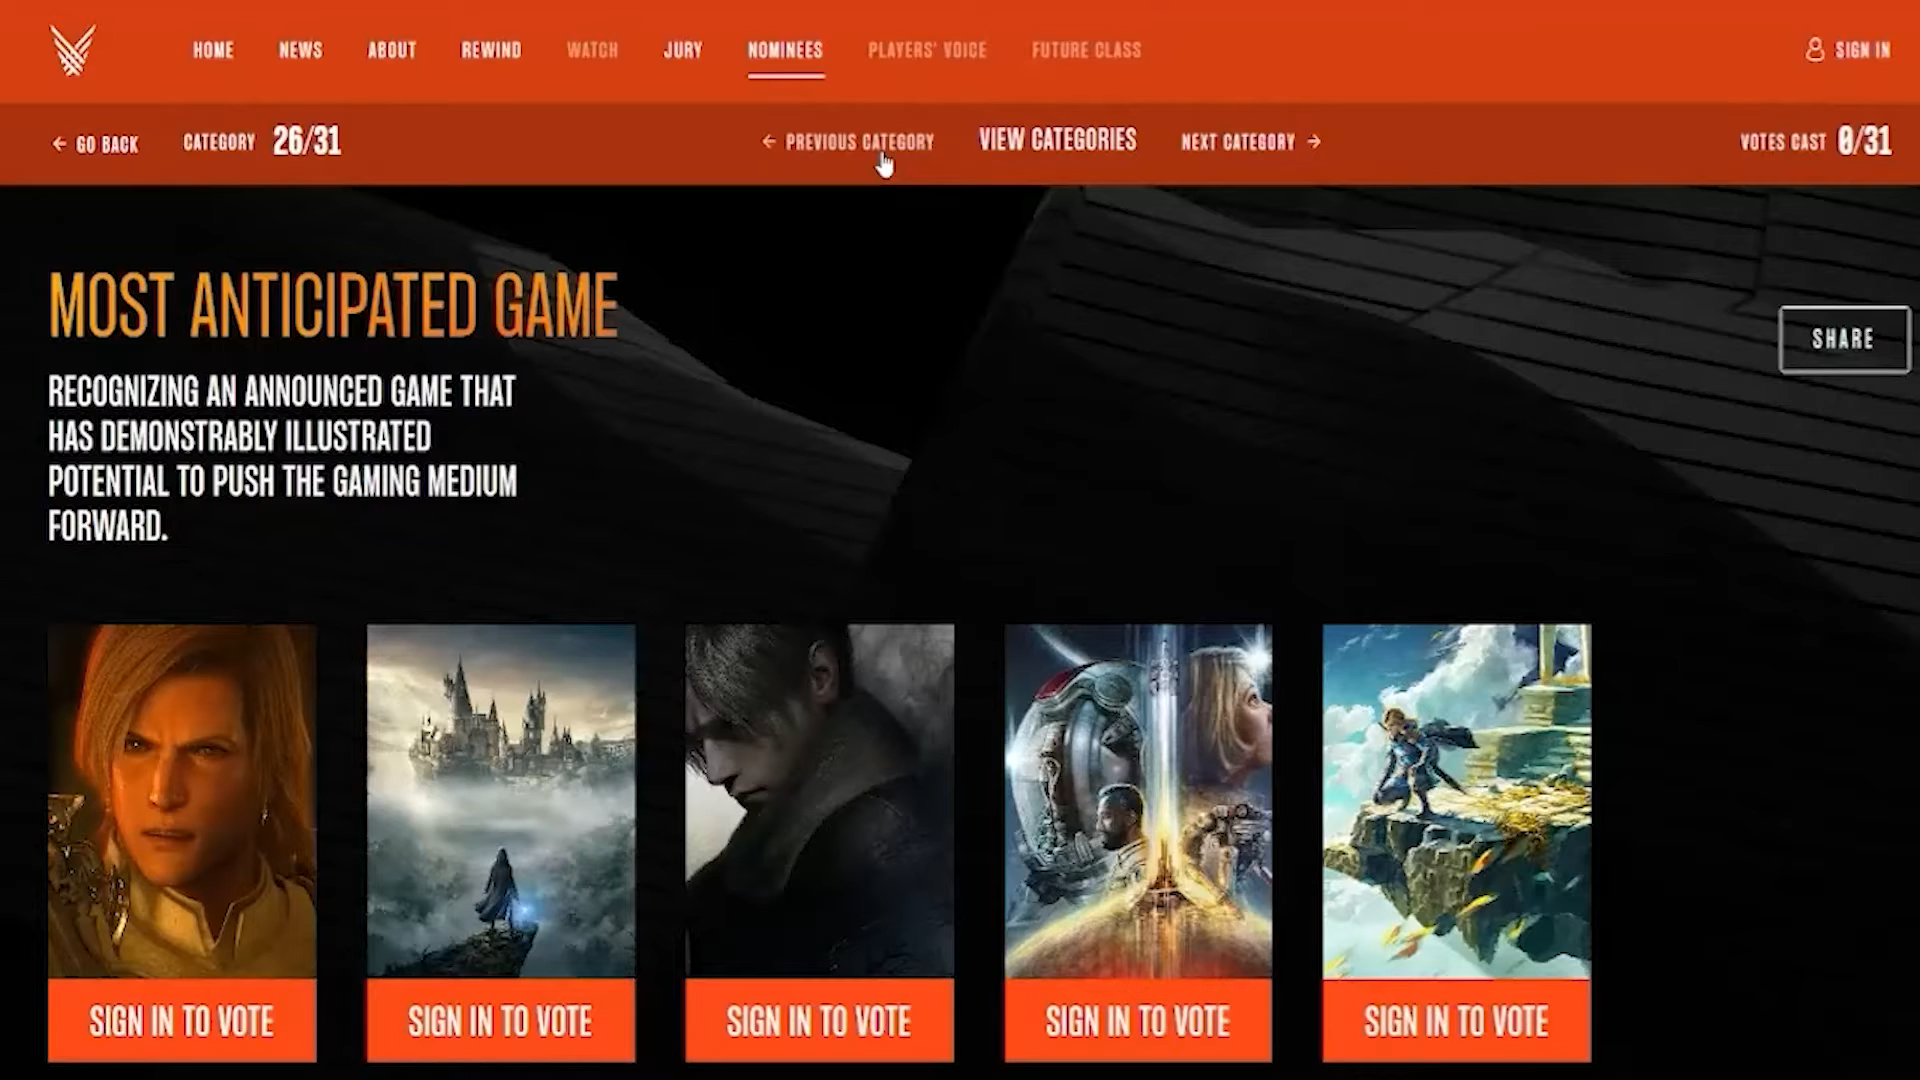 HOME NEWS ABOUT REWIND WATCH JURY NOMINEES PLAYERS' VOICE FUTURE CLASS SIGN IN
← GO BACK CATEGORY 26/31 ← PREVIOUS CATEGORY VIEW CATEGORIES NEXT CATEGORY → VOTES CAST 0/31
MOST ANTICIPATED GAME
SHARE
RECOGNIZING AN ANNOUNCED GAME THAT
HAS DEMONSTRABLY ILLUSTRATED
POTENTIAL TO PUSH THE GAMING MEDIUM
FORWARD.
SIGN IN TO VOTE SIGN IN TO VOTE SIGN IN TO VOTE SIGN IN TO VOTE SIGN IN TO VOTE